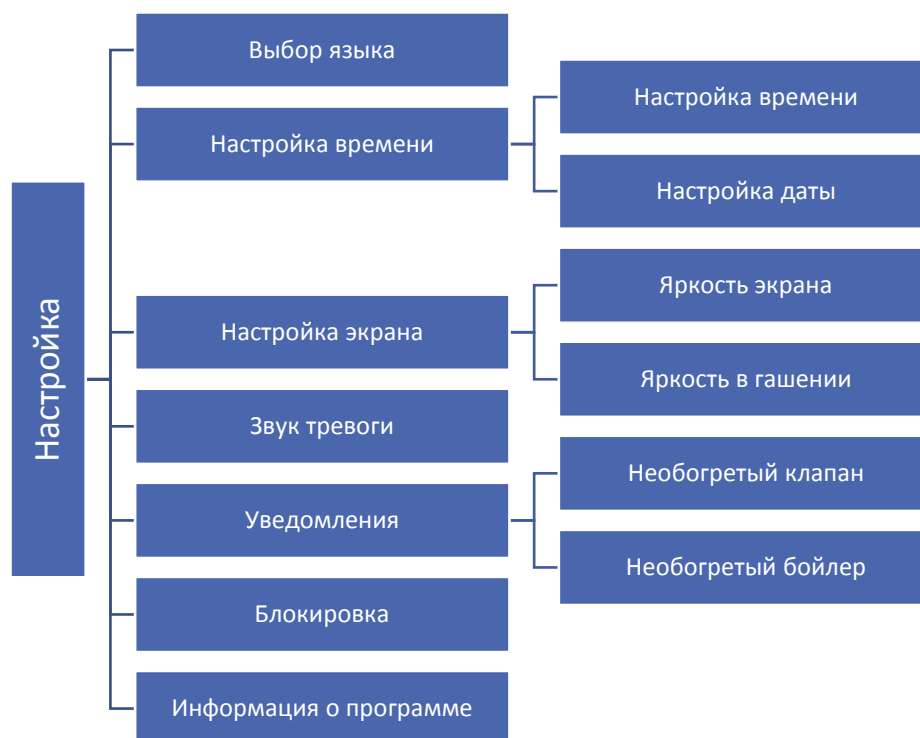 Настройка
Выбор языка
Настройка времени
Настройка времени
Настройка даты
Настройка экрана
Яркость экрана
Яркость в гашении
Звук тревоги
Уведомления
Необогретый клапан
Необогретый бойлер
Блокировка
Информация о программе